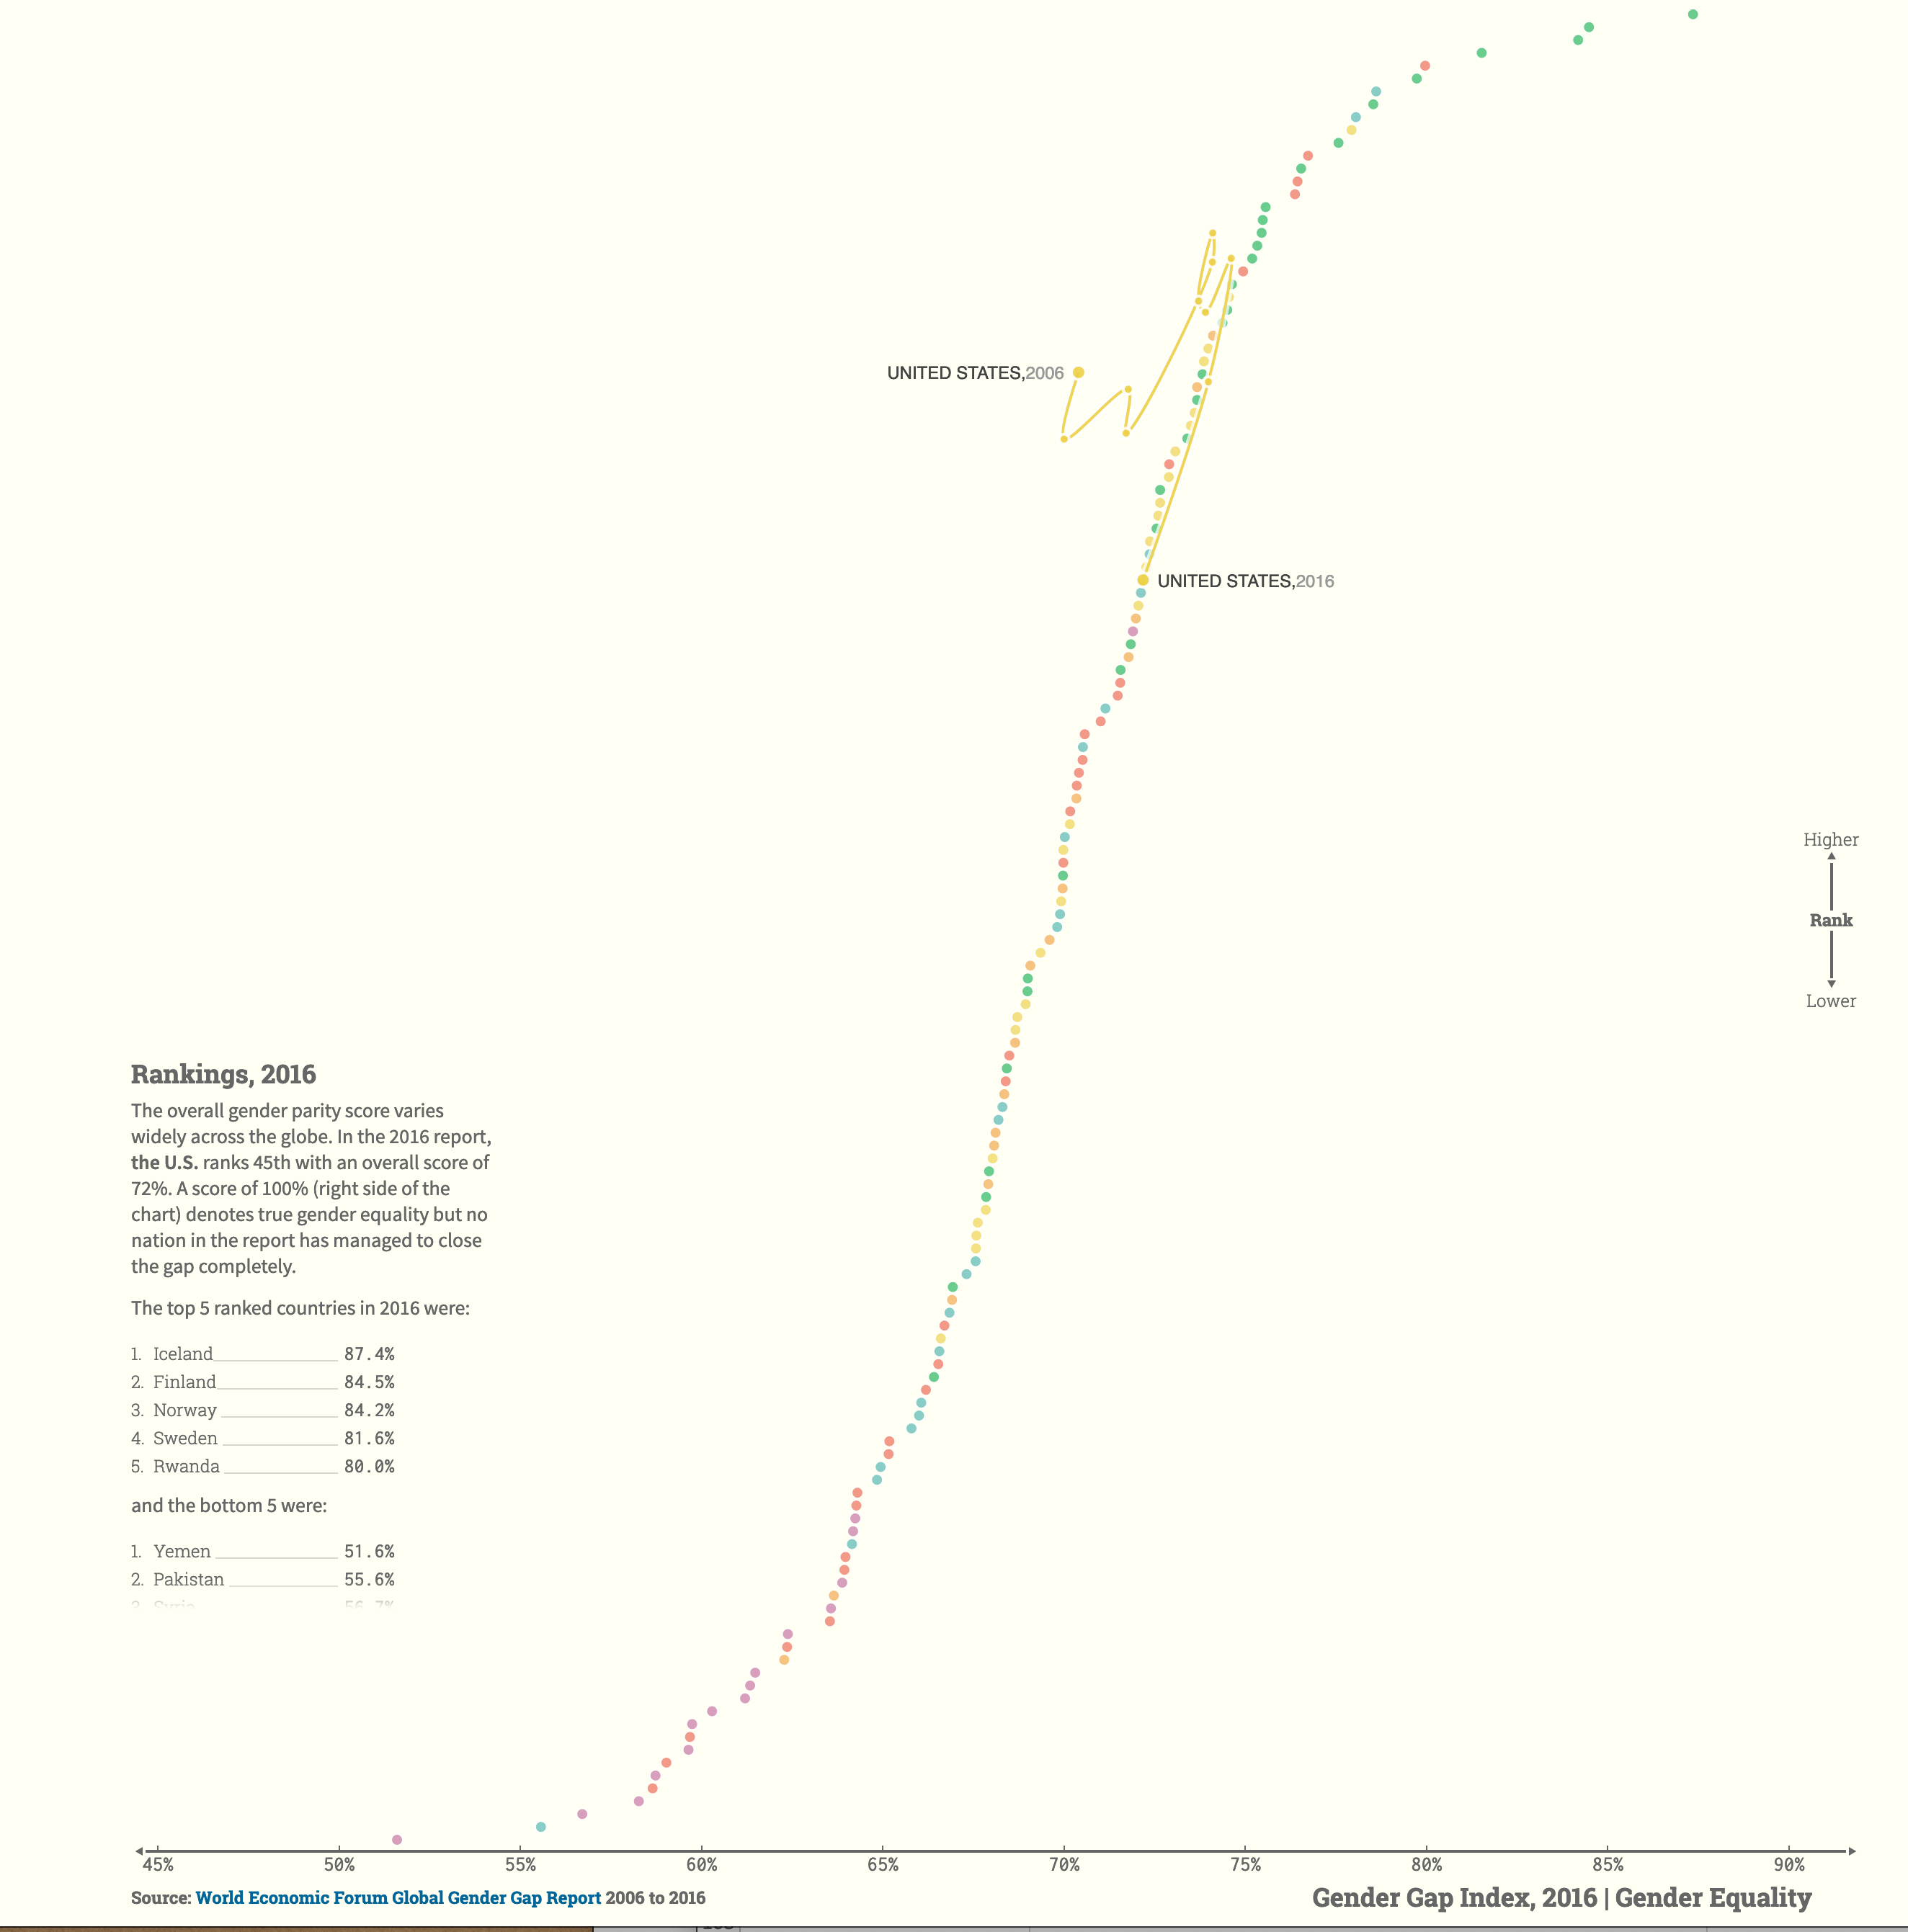 UNITED STATES,2006
UNITED STATES,2016
Higher
Rank
Lower
Rankings, 2016
The overall gender parity score varies
widely across the globe. In the 2016 report,
the U.S. ranks 45th with an overall score of
72%. A score of 100% (right side of the
chart) denotes true gender equality but no
nation in the report has managed to close
the gap completely.
The top 5 ranked countries in 2016 were:
1. Iceland 87.4%
2. Finland 84.5%
3. Norway 84.2%
4. Sweden 81.6%
5. Rwanda 80.0%
and the bottom 5 were:
1. Yemen 51.6%
2. Pakistan 55.6%
3. Syria 56.7%
45% 50% 55% 60% 65% 70% 75% 80% 85% 90%
Source: World Economic Forum Global Gender Gap Report 2006 to 2016
Gender Gap Index, 2016 | Gender Equality